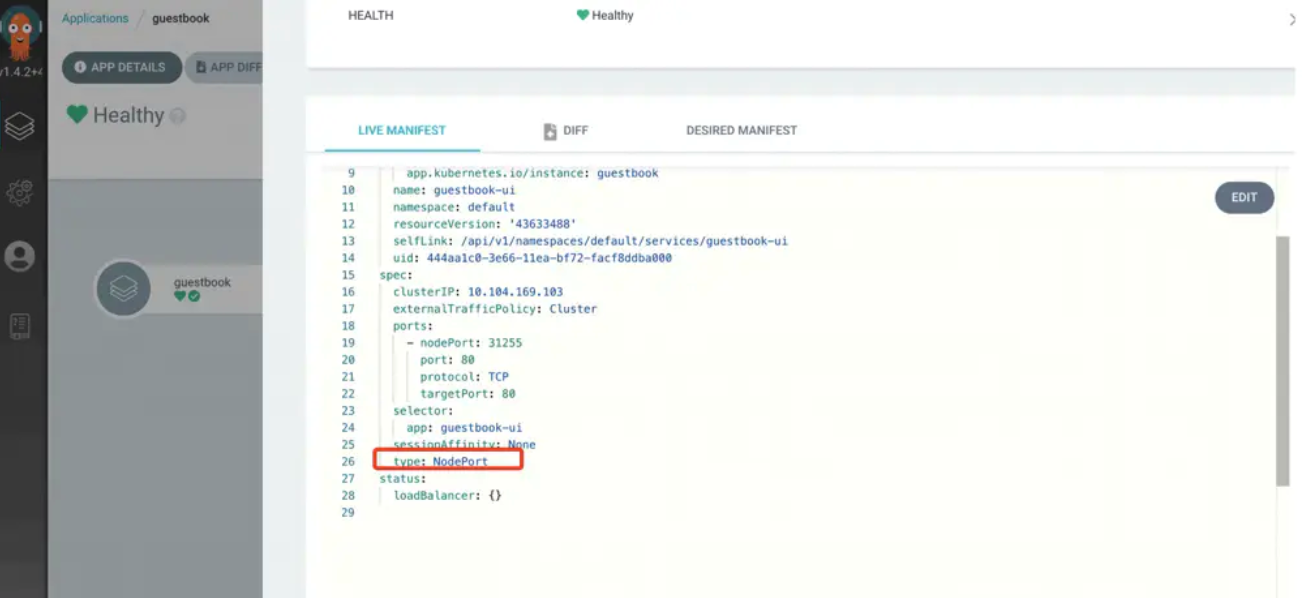 Applications / guestbook
v1.4.2+
APP DETAILS
APP DIFF
Healthy
guestbook
HEALTH
Healthy
LIVE MANIFEST
DIFF
DESIRED MANIFEST
EDIT
9 app.kubernetes.io/instance: guestbook
10 name: guestbook-ui
11 namespace: default
12 resourceVersion: '43633488'
13 selfLink: /api/v1/namespaces/default/services/guestbook-ui
14 uid: 444aa1c0-3e66-11ea-bf72-facf8ddba000
15 spec:
16 clusterIP: 10.104.169.103
17 externalTrafficPolicy: Cluster
18 ports:
19 - nodePort: 31255
20 port: 80
21 protocol: TCP
22 targetPort: 80
23 selector:
24 app: guestbook-ui
25 sessionAffinity: None
26 type: NodePort
27 status:
28 loadBalancer: {}
29